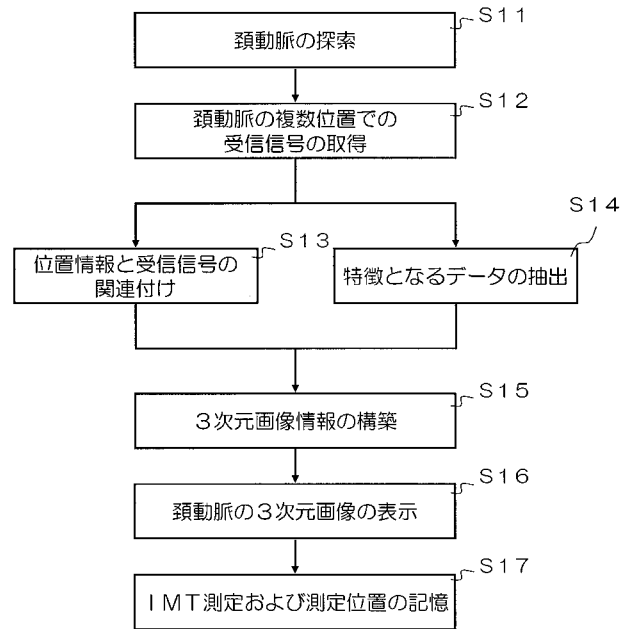 S11
頚動脈の探索
S12
頚動脈の複数位置での
受信信号の取得
S13
位置情報と受信信号の
関連付け
S14
特徴となるデータの抽出
S15
3次元画像情報の構築
S16
頚動脈の3次元画像の表示
S17
IMT測定および測定位置の記憶